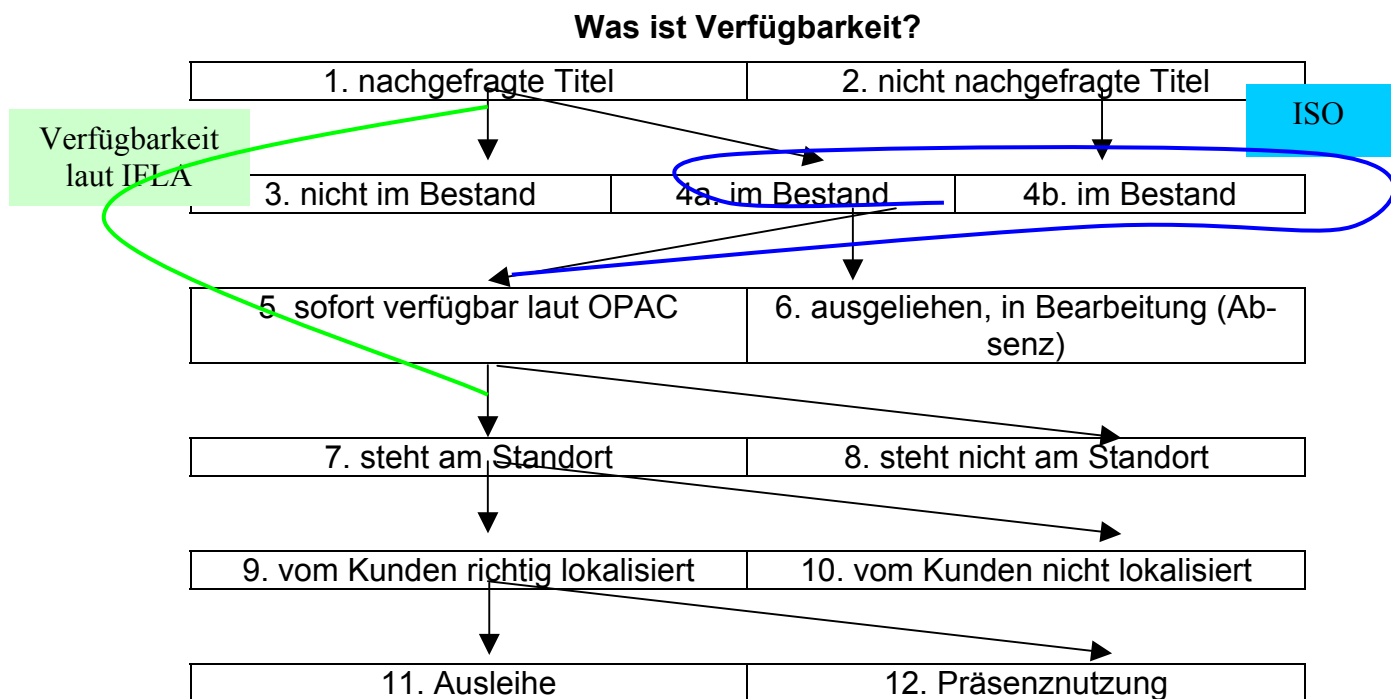 Was ist Verfügbarkeit?
1. nachgefragte Titel
2. nicht nachgefragte Titel
Verfügbarkeit
laut IFLA
ISO
3. nicht im Bestand
4a. im Bestand
4b. im Bestand
5. sofort verfügbar laut OPAC
6. ausgeliehen, in Bearbeitung (Ab-
senz)
7. steht am Standort
8. steht nicht am Standort
9. vom Kunden richtig lokalisiert
10. vom Kunden nicht lokalisiert
11. Ausleihe
12. Präsenznutzung